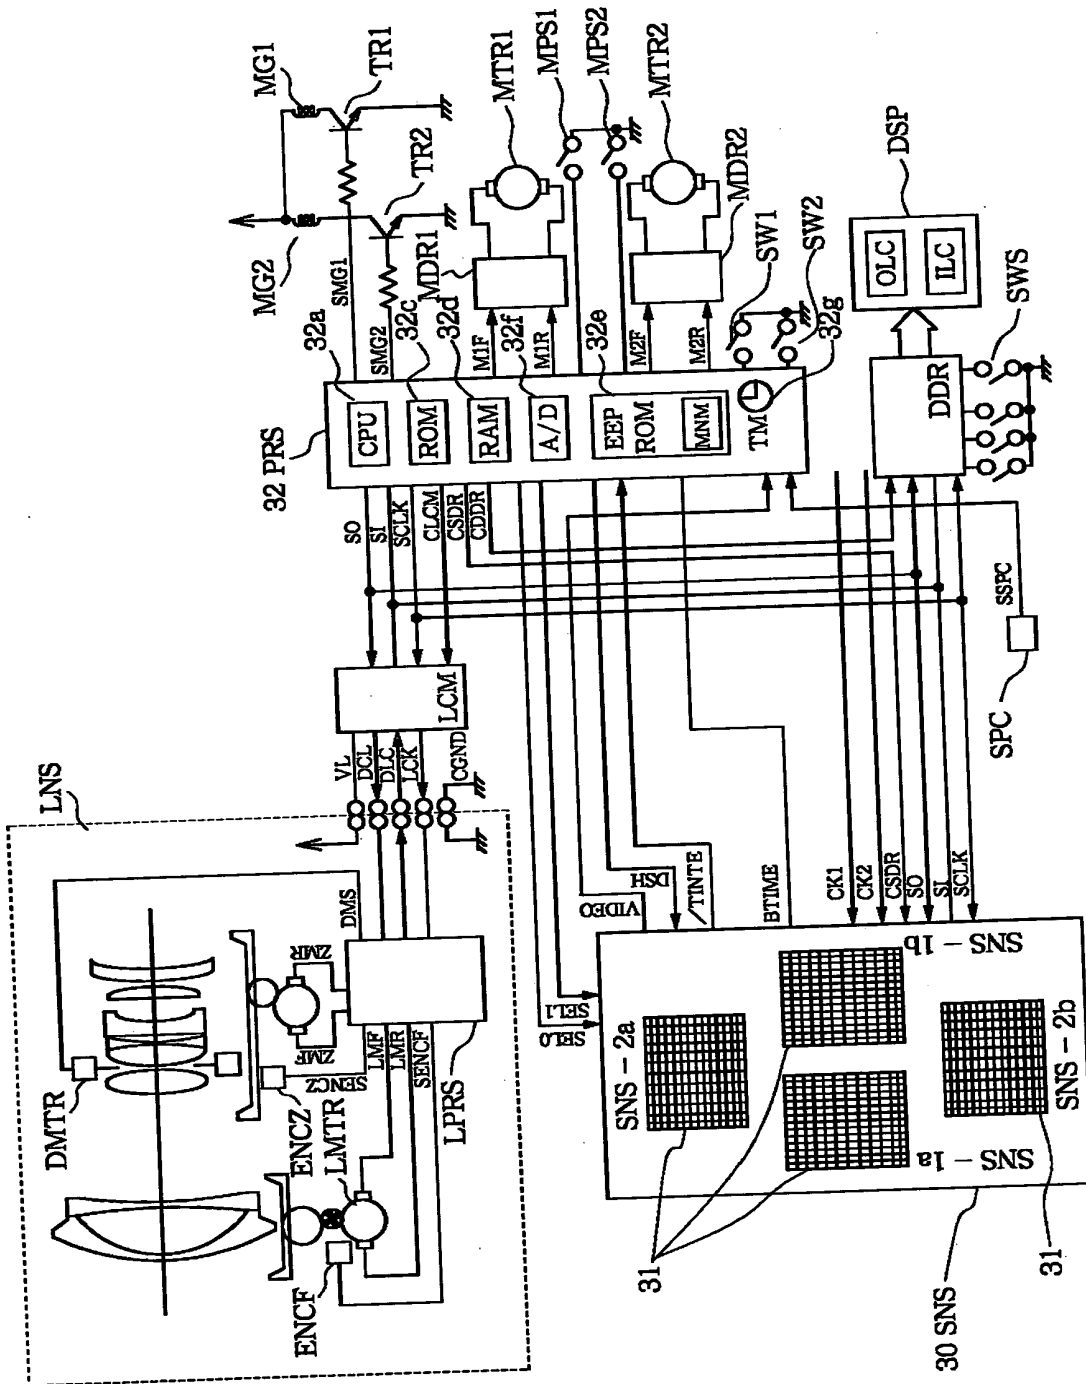 MG1
TR1
MG2
TR2
SMG1
SMG2
MDR1
MTR1
MPS1
MPS2
MTR2
MDR2
M1F
M1R
M2F
M2R
SW1
SW2
32 PRS
32a
32c
32d
32f
32e
32g
CPU
ROM
RAM
A/D
EEP
ROM
MNM
TM
DSP
OLC
ILC
DDR
SWS
SO
SI
SCLK
CLCM
CSDR
CDDR
LCM
VL
DCL
DLC
LCK
CGND
LNS
DMS
DMTR
ENCZ
LMTR
ENCF
LPRS
ZMR
ZMF
SENCZ
LMF
LMR
SENCF
SSPC
SPC
SEL0
SEL1
VIDEO
DSH
/TINTE
BTIME
CK1
CK2
CSDR
SO
SI
SCLK
SNS-2a
SNS-1b
SNS-1a
SNS-2b
31
31
30 SNS